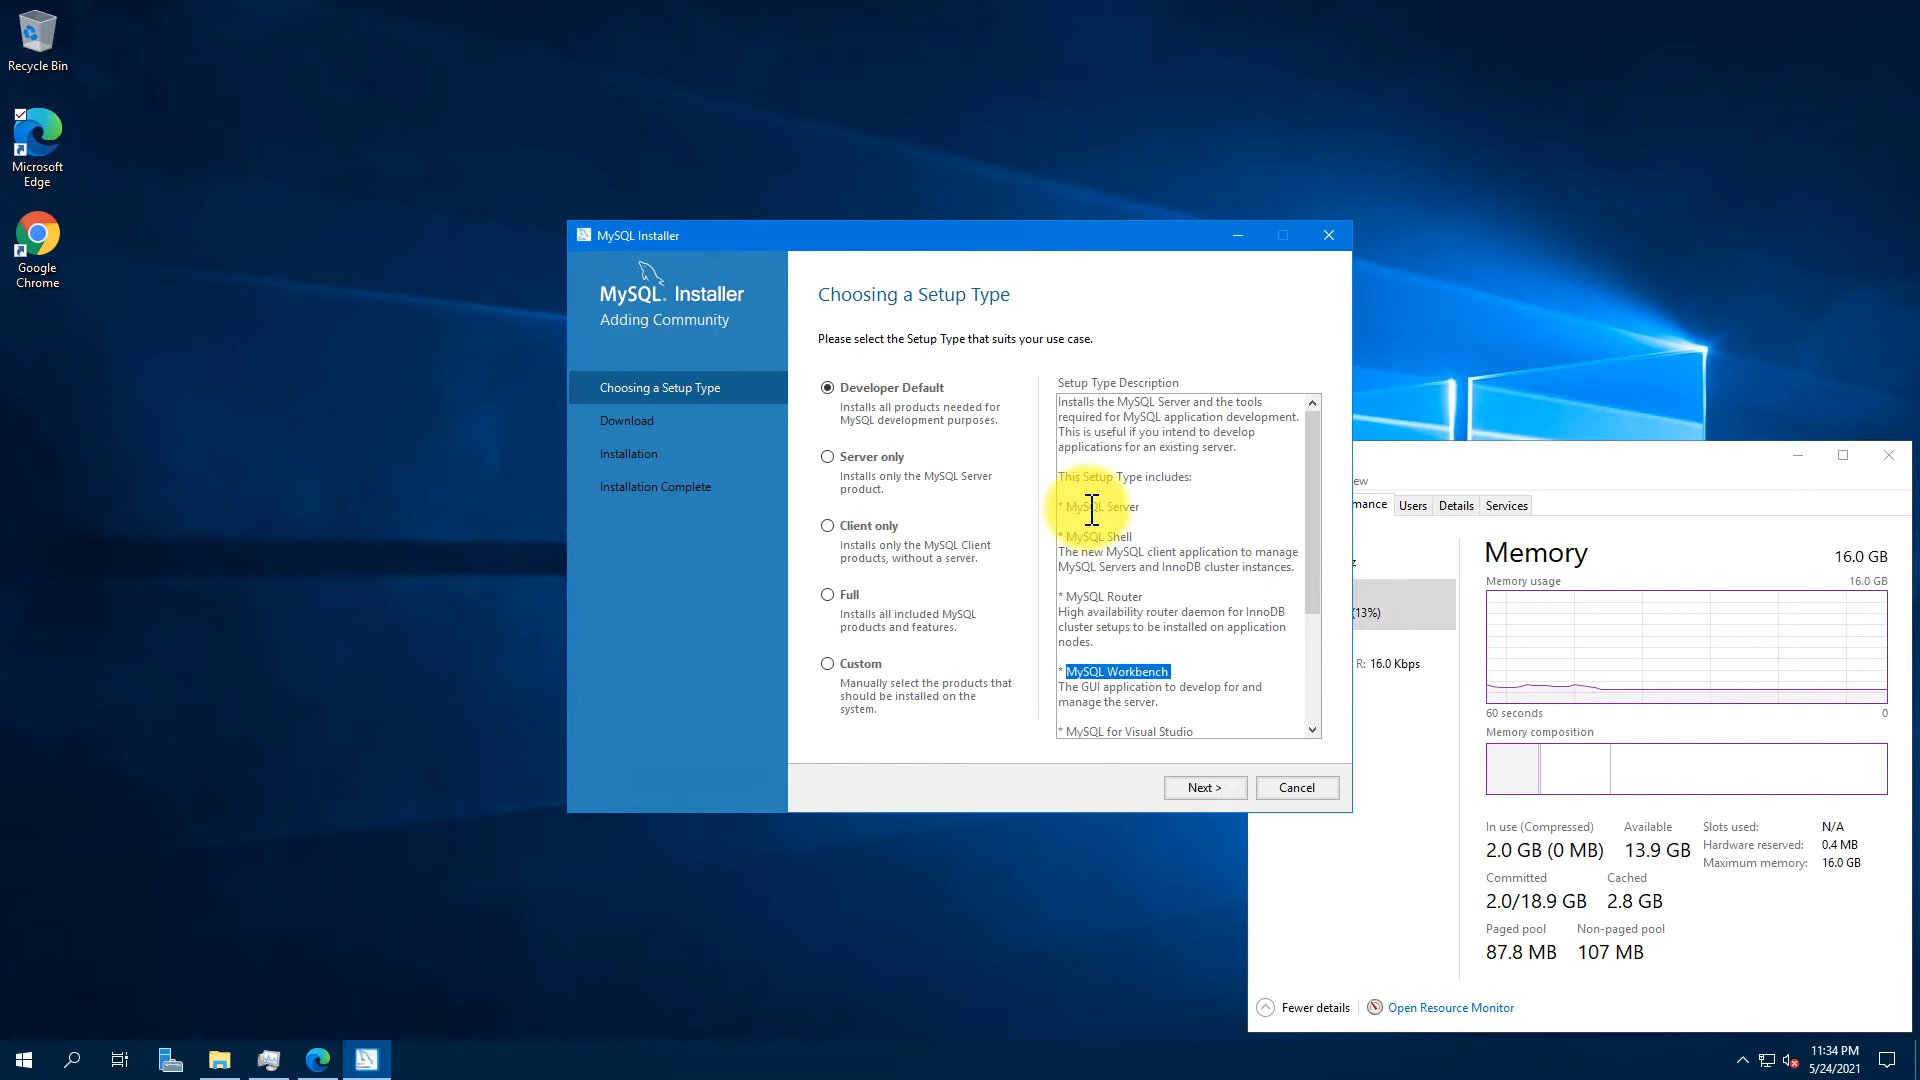 Recycle Bin
Microsoft
Edge
Google
Chrome
MySQL Installer
MySQL. Installer
Adding Community
Choosing a Setup Type
Download
Installation
Installation Complete
Choosing a Setup Type
Please select the Setup Type that suits your use case.
Developer Default
Installs all products needed for
MySQL development purposes.
Server only
Installs only the MySQL Server
product.
Client only
Installs only the MySQL Client
products, without a server.
Full
Installs all included MySQL
products and features.
Custom
Manually select the products that
should be installed on the
system.
Setup Type Description
Installs the MySQL Server and the tools
required for MySQL application development.
This is useful if you intend to develop
applications for an existing server.
This Setup Type includes:
* MySQL Server
* MySQL Shell
The new MySQL client application to manage
MySQL Servers and InnoDB cluster instances.
* MySQL Router
High availability router daemon for InnoDB
cluster setups to be installed on application
nodes.
* MySQL Workbench
The GUI application to develop for and
manage the server.
* MySQL for Visual Studio
Next >
Cancel
ew
mance
Users
Details
Services
z
(13%)
R: 16.0 Kbps
Memory
16.0 GB
Memory usage
16.0 GB
60 seconds
0
Memory composition
In use (Compressed)
2.0 GB (0 MB)
Available
13.9 GB
Slots used: N/A
Hardware reserved: 0.4 MB
Maximum memory: 16.0 GB
Committed
2.0/18.9 GB
Cached
2.8 GB
Paged pool
87.8 MB
Non-paged pool
107 MB
Fewer details
Open Resource Monitor
11:34 PM
5/24/2021